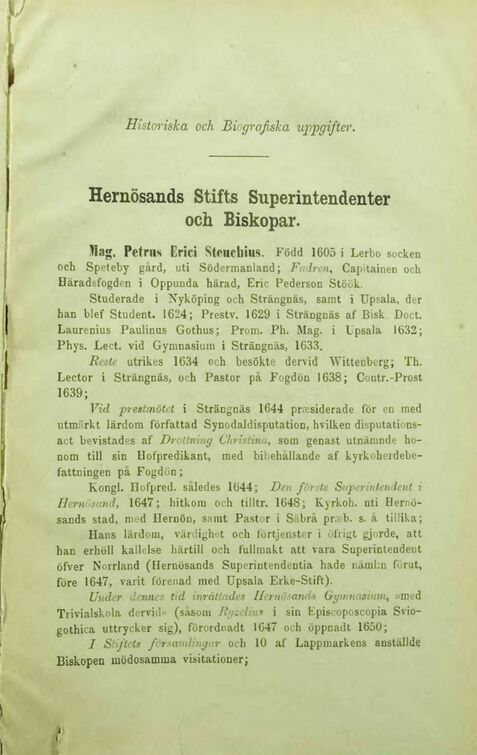 Historiska och Biografiska uppgifter.
Hernösands Stifts Superintendenter
och Biskopar.
Mag. Petrus Erici Steuchius. Född 1605 i Lerbo socken
och Speteby gård, uti Södermanland; Fadren, Capitainen och
Häradsfogden i Oppunda härad, Eric Pederson Stöök.
Studerade i Nyköping och Strängnäs, samt i Upsala, der
han blef Student. 1624; Prestv. 1629 i Strängnäs af Bisk. Doct.
Laurenius Paulinus Gothus; Prom. Ph. Mag. i Upsala 1632;
Phys. Lect. vid Gymnasium i Strängnäs, 1633.
Reste utrikes 1634 och besökte dervid Wittenberg; Th.
Lector i Strängnäs, och Pastor på Fogdön 1638; Contr.-Prost
1639;
Vid prestmötet i Strängnäs 1644 præsiderade för en med
utmärkt lärdom författad Synodaldisputation, hvilken disputations-
act bevistades af Drottning Christina, som genast utnämnde ho-
nom till sin Hofpredikant, med bibehållande af kyrkoherdebe-
fattningen på Fogdön;
Kongl. Hofpred. således 1644; Den förste Superintendent i
Hernösand, 1647; hitkom och tilltr. 1648; Kyrkoh. uti Hernö-
sands stad, med Hernön, samt Pastor i Säbrå præb. s. å tillika;
Hans lärdom, värdighet och förtjenster i öfrigt gjorde, att
han erhöll kallelse härtill och fullmakt att vara Superintendent
öfver Norrland (Hernösands Superintendentia hade näml:n förut,
före 1647, varit förenad med Upsala Erke-Stift).
Under dennes tid inrättades Hernösands Gymnasium, »med
Trivialskola dervid» (såsom Ryzelius i sin Episcoposcopia Svio-
gothica uttrycker sig), förordnadt 1647 och öppnadt 1650;
I Stiftets församlingar och 10 af Lappmarkens anställde
Biskopen mödosamma visitationer;